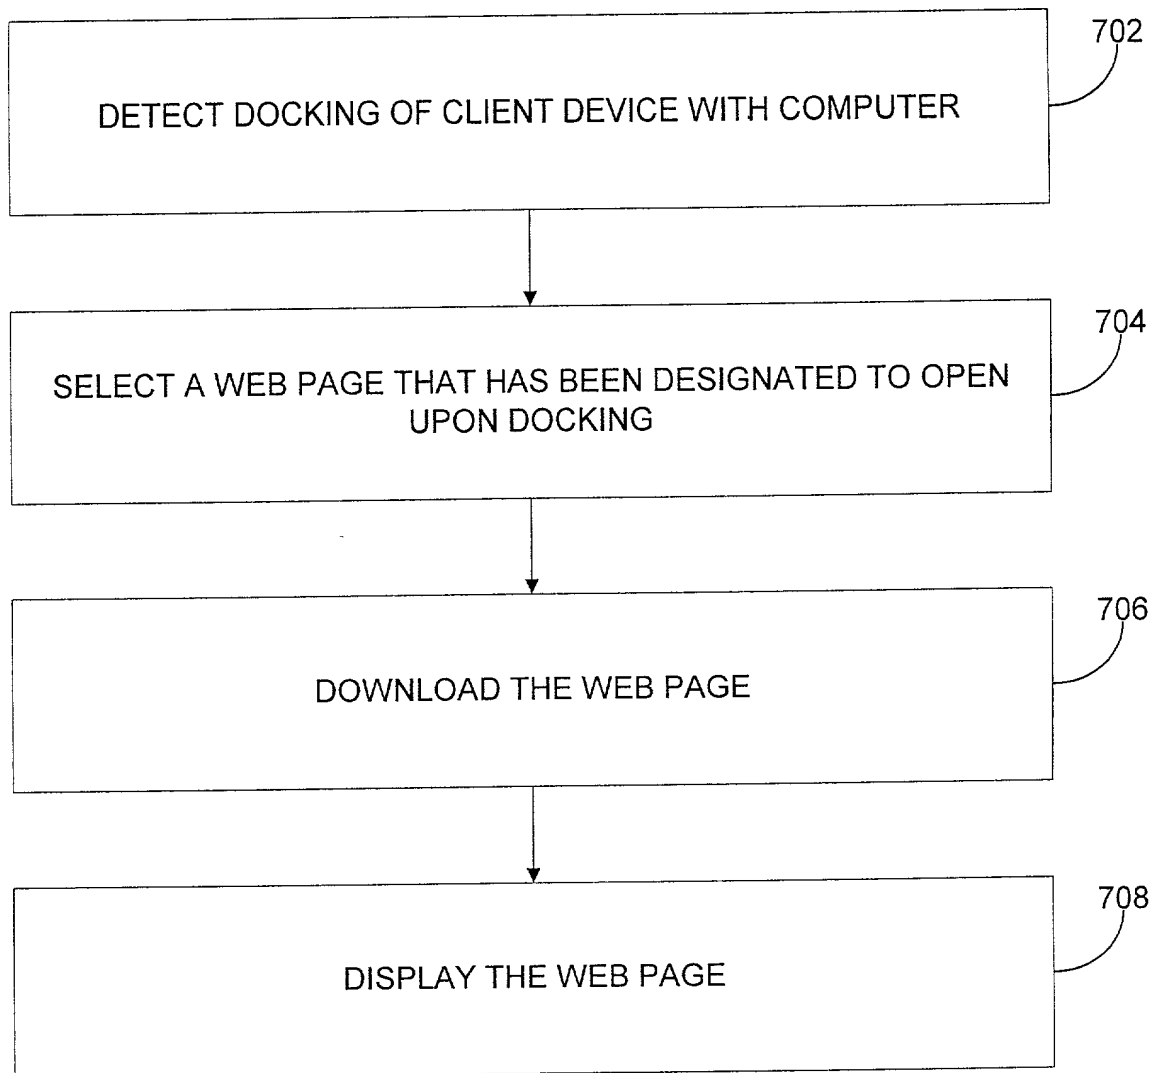 702
DETECT DOCKING OF CLIENT DEVICE WITH COMPUTER
704
SELECT A WEB PAGE THAT HAS BEEN DESIGNATED TO OPEN
UPON DOCKING
706
DOWNLOAD THE WEB PAGE
708
DISPLAY THE WEB PAGE